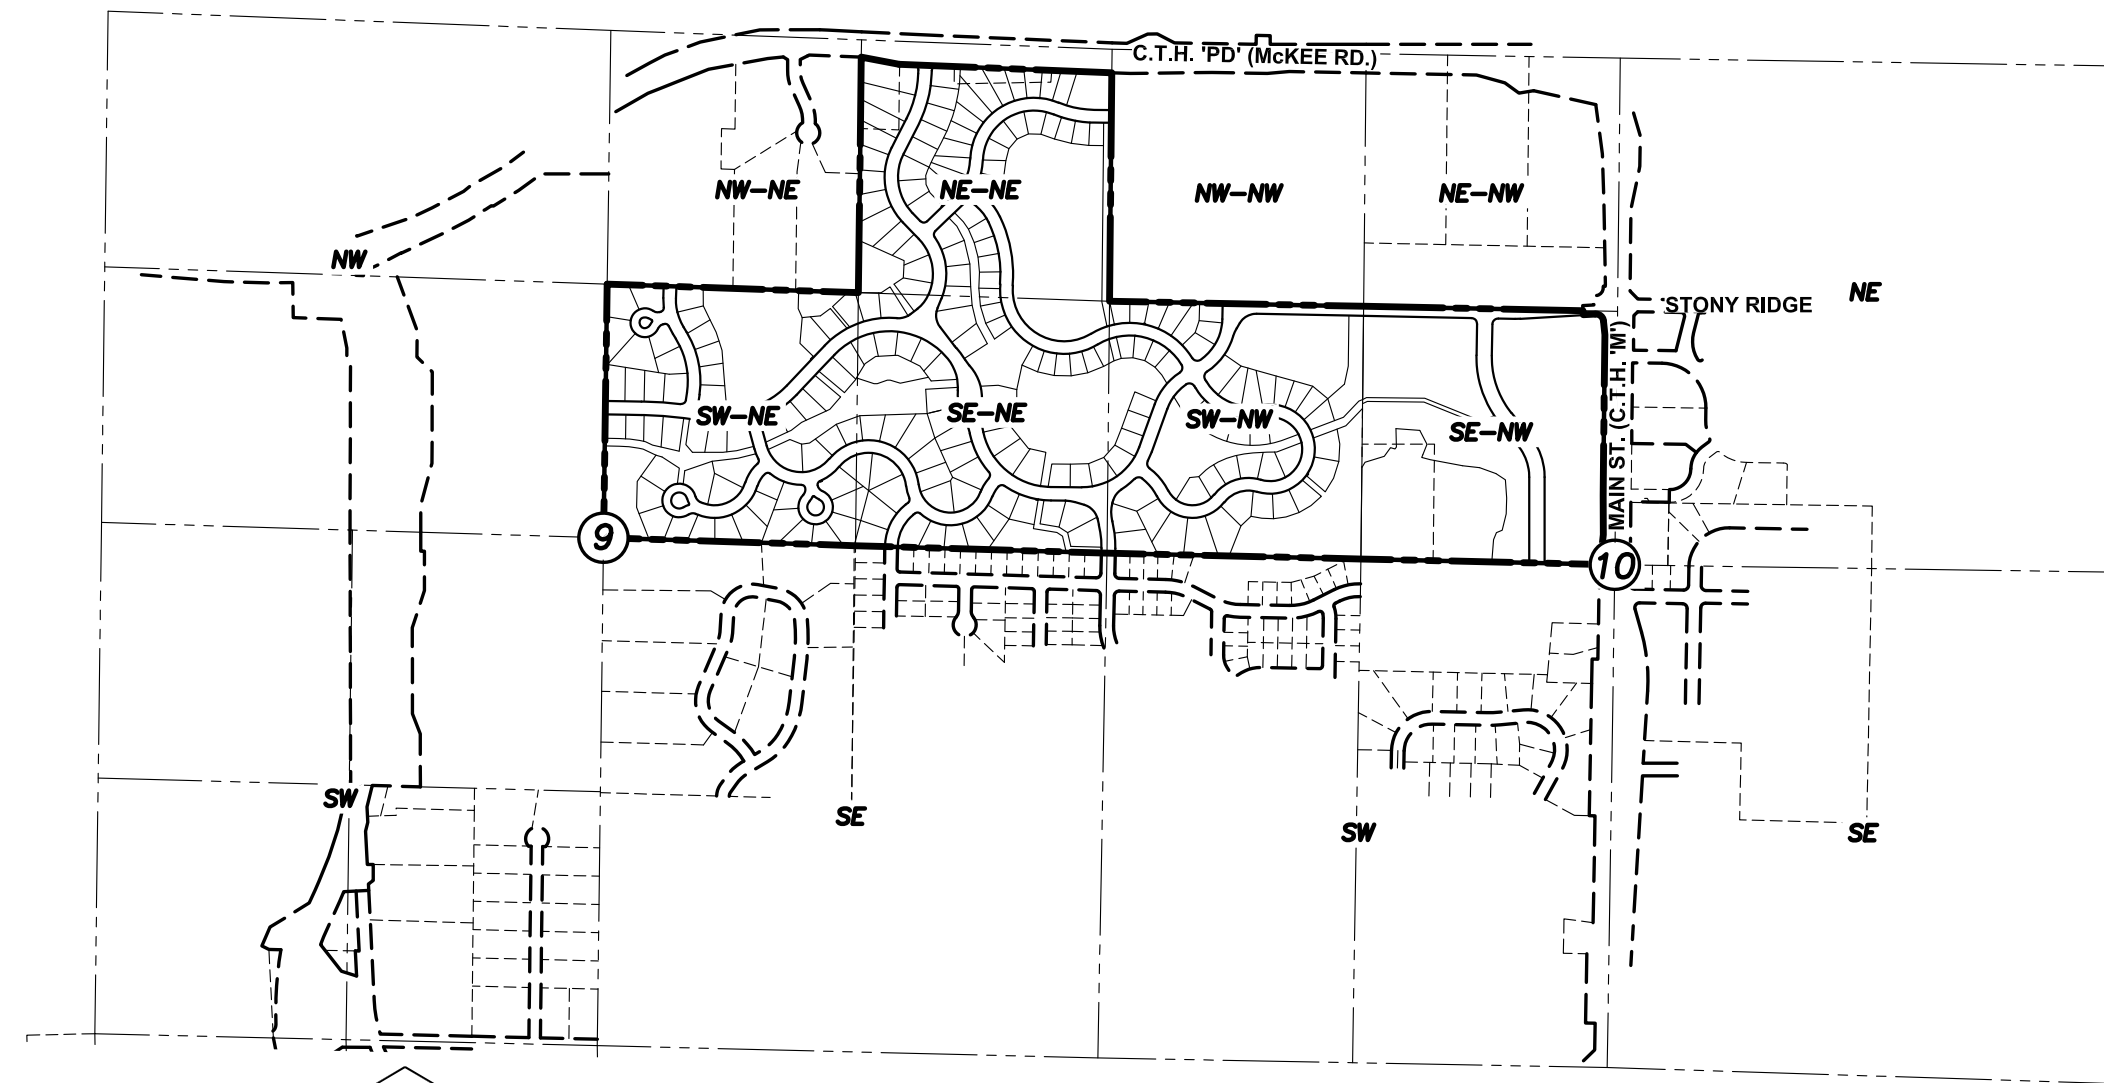 C.T.H. 'PD' (McKEE RD.)
NW–NE
NE–NE
NW–NW
NE–NW
NW
NE
STONY RIDGE
MAIN ST. (C.T.H. 'M')
SW–NE
SE–NE
SW–NW
SE–NW
9
10
SW
SE
SW
SE